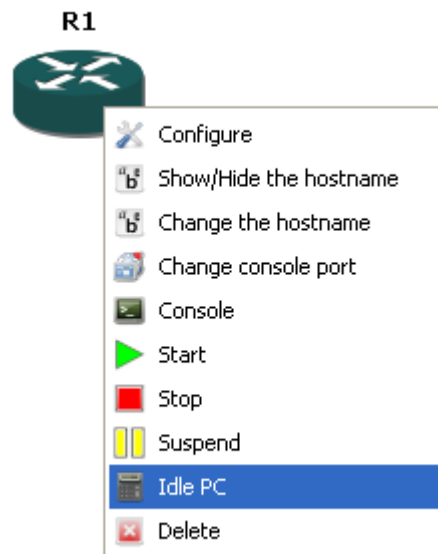 R1
Configure
Show/Hide the hostname
Change the hostname
Change console port
Console
Start
Stop
Suspend
Idle PC
Delete